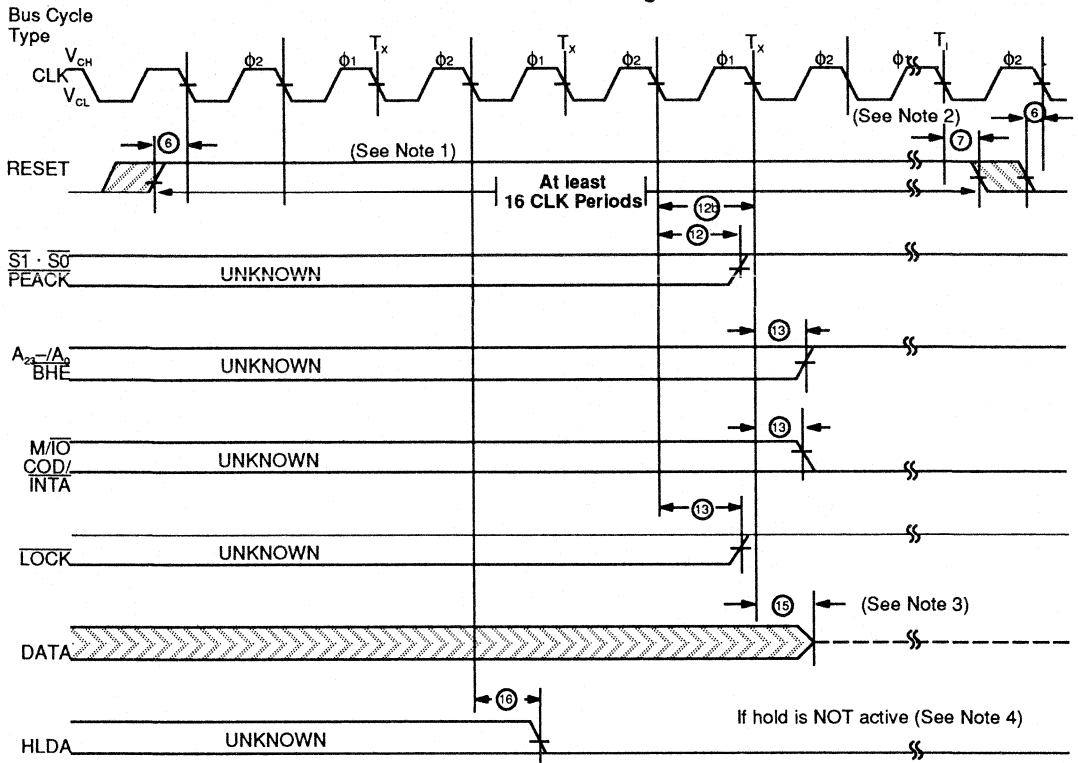 Bus Cycle
Type
V_CH
CLK
V_CL
ϕ2 ϕ1 T_X ϕ2 ϕ1 T_X ϕ2 ϕ1 T_X ϕ2 ϕ1 T_I ϕ2
(See Note 2)
6 7 6
RESET
(See Note 1)
At least
16 CLK Periods
12b
12
S1 · S0
PEACK
UNKNOWN
13
A23–/A0
BHE
UNKNOWN
13
M/IO
COD/
INTA
UNKNOWN
13
LOCK
UNKNOWN
15 (See Note 3)
DATA
16
If hold is NOT active (See Note 4)
HLDA
UNKNOWN